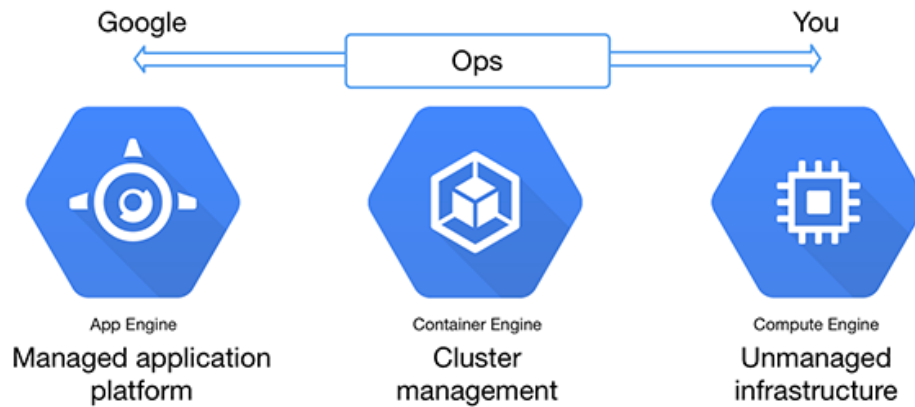 Google
Ops
You
App Engine
Managed application
platform
Container Engine
Cluster
management
Compute Engine
Unmanaged
infrastructure